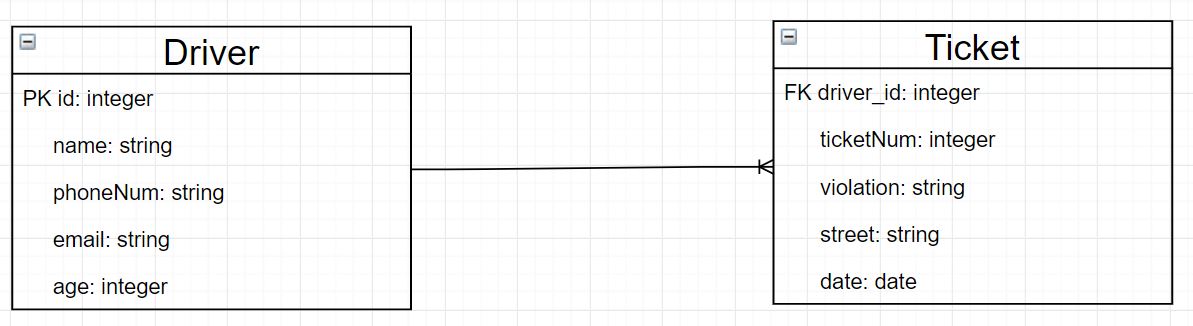 Driver
PK id: integer
name: string
phoneNum: string
email: string
age: integer
Ticket
FK driver_id: integer
ticketNum: integer
violation: string
street: string
date: date